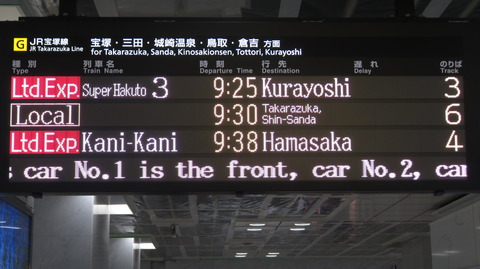 G JR宝塚線 宝塚・三田・城崎温泉・鳥取・倉吉 方面
JR Takarazuka Line for Takarazuka, Sanda, Kinosakionsen, Tottori, Kurayoshi
種別 列車名 時刻 行先 遅れ のりば
Type Train Name Departure Time Destination Delay Track
Ltd.Exp. Super Hakuto 3 9:25 Kurayoshi 3
Local 9:30 Takarazuka, Shin-Sanda 6
Ltd.Exp. Kani-Kani 9:38 Hamasaka 4
s car No.1 is the front, car No.2, car